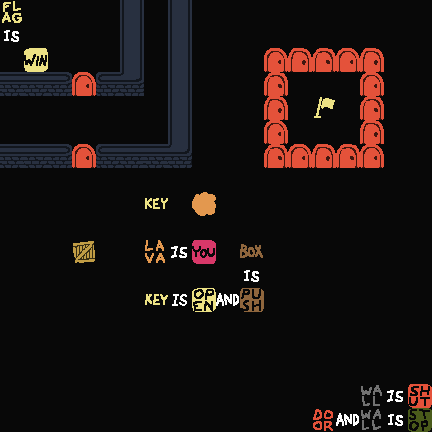 FLAG
IS
WIN
KEY
LAVA IS YOU BOX
IS
KEY IS OPEN AND PUSH
WALL IS SHUT
DOOR AND WALL IS STOP